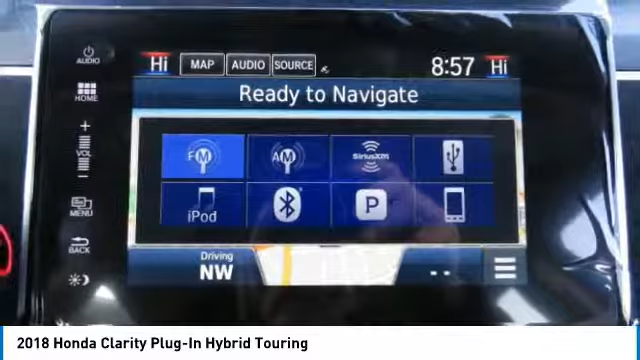 AUDIO
HOME
+
VOL
−
MENU
BACK
Hi MAP AUDIO SOURCE 8:57 Hi
Ready to Navigate
FM AM SiriusXM
iPod P
Driving
NW - -
2018 Honda Clarity Plug-In Hybrid Touring